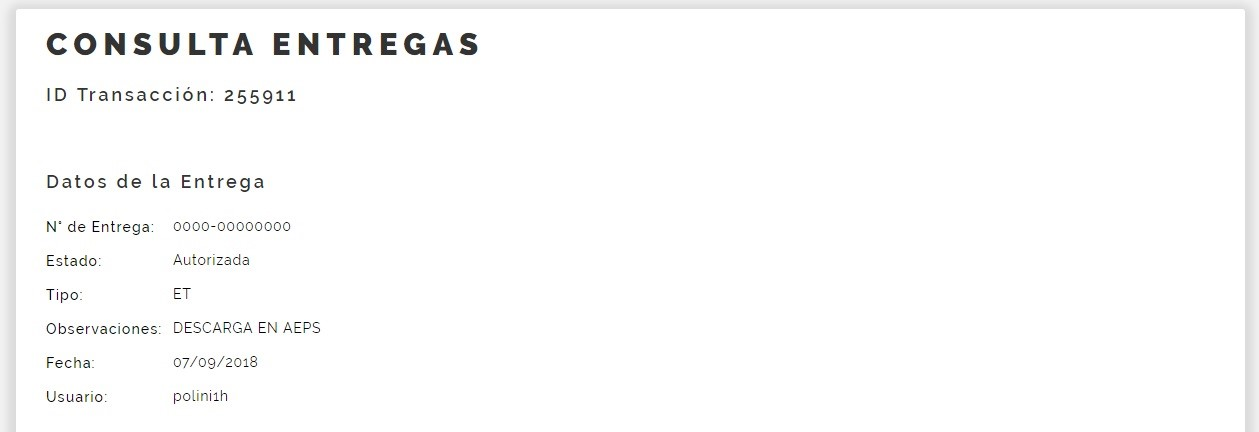 CONSULTA ENTREGAS
ID Transacción: 255911
Datos de la Entrega
N° de Entrega: 0000-00000000
Estado: Autorizada
Tipo: ET
Observaciones: DESCARGA EN AEPS
Fecha: 07/09/2018
Usuario: polini1h